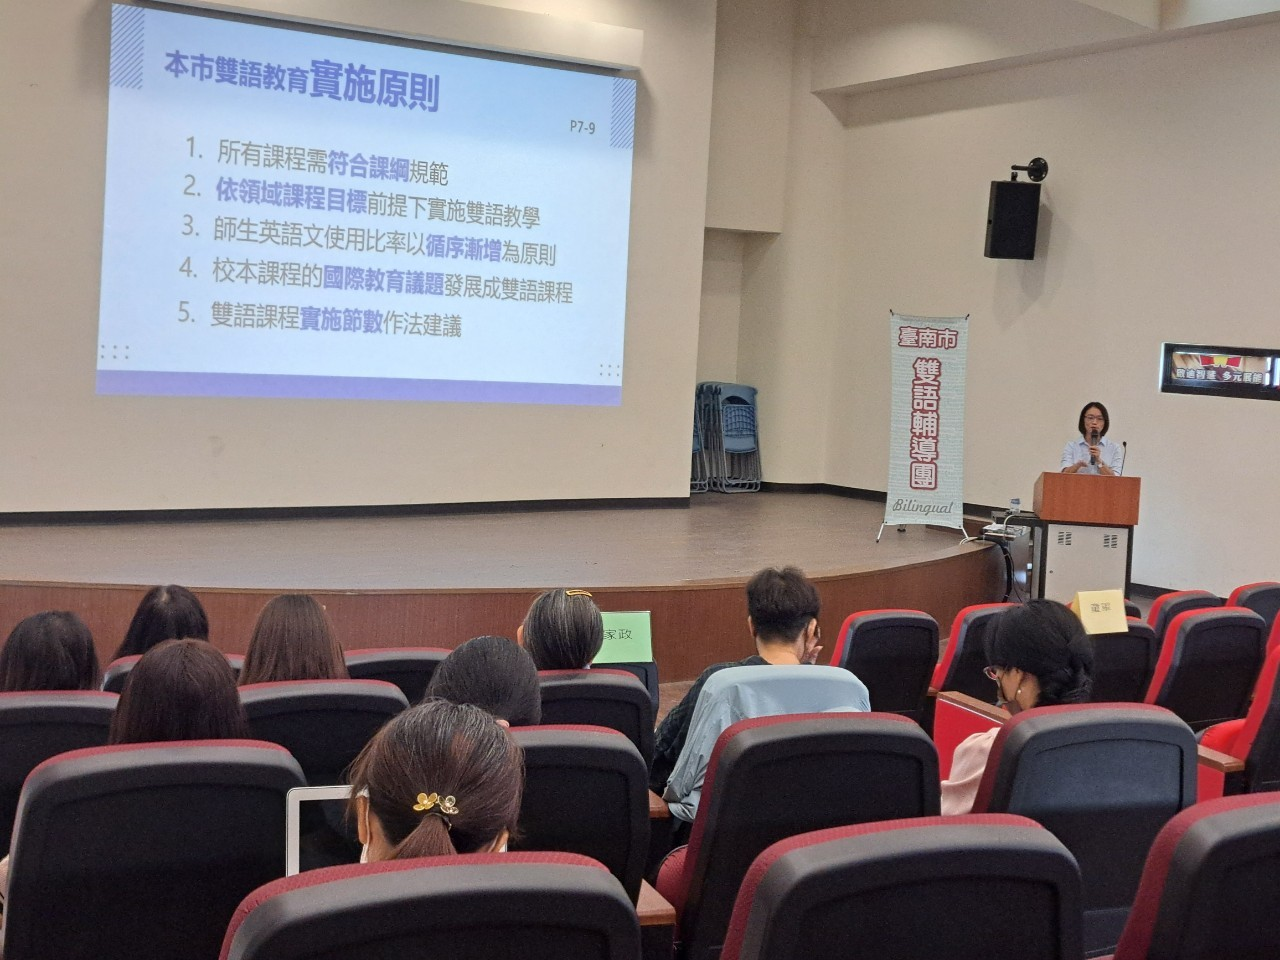 本市雙語教育實施原則
P7-9
1. 所有課程需符合課綱規範
2. 依領域課程目標前提下實施雙語教學
3. 師生英語文使用比率以循序漸增為原則
4. 校本課程的國際教育議題發展成雙語課程
5. 雙語課程實施節數作法建議
臺南市
雙語輔導團
Bilingual
多元展能
家政